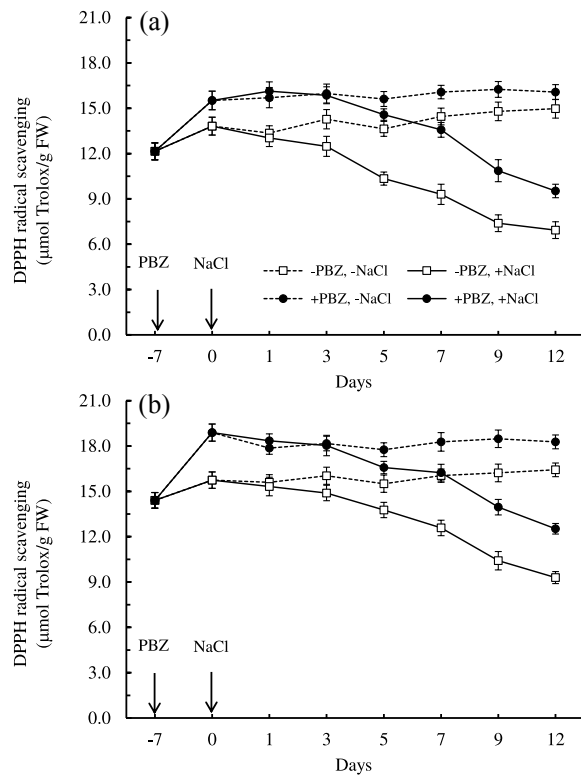 (a)
21.0
18.0
15.0
12.0
9.0
6.0
3.0
0.0
DPPH radical scavenging
(µmol Trolox/g FW)
PBZ NaCl
-PBZ, -NaCl -PBZ, +NaCl
+PBZ, -NaCl +PBZ, +NaCl
-7 0 1 3 5 7 9 12
Days
(b)
21.0
18.0
15.0
12.0
9.0
6.0
3.0
0.0
DPPH radical scavenging
(µmol Trolox/g FW)
PBZ NaCl
-7 0 1 3 5 7 9 12
Days